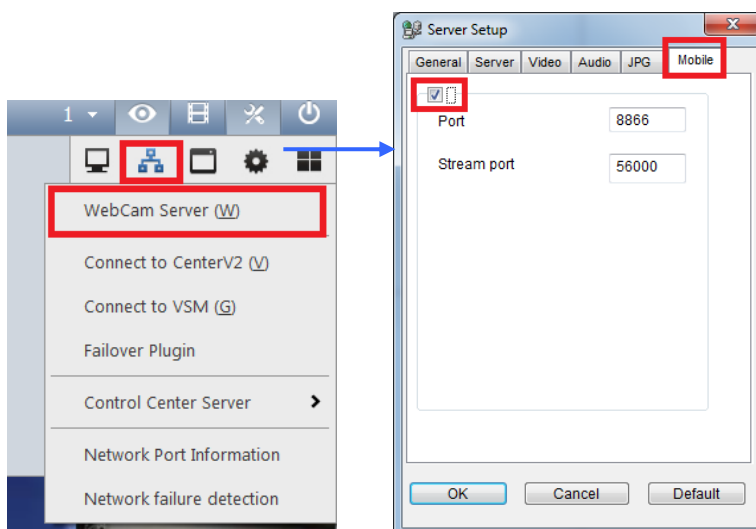 1
WebCam Server (W)
Connect to CenterV2 (V)
Connect to VSM (G)
Failover Plugin
Control Center Server
Network Port Information
Network failure detection
Server Setup
General Server Video Audio JPG Mobile
Port 8866
Stream port 56000
OK Cancel Default